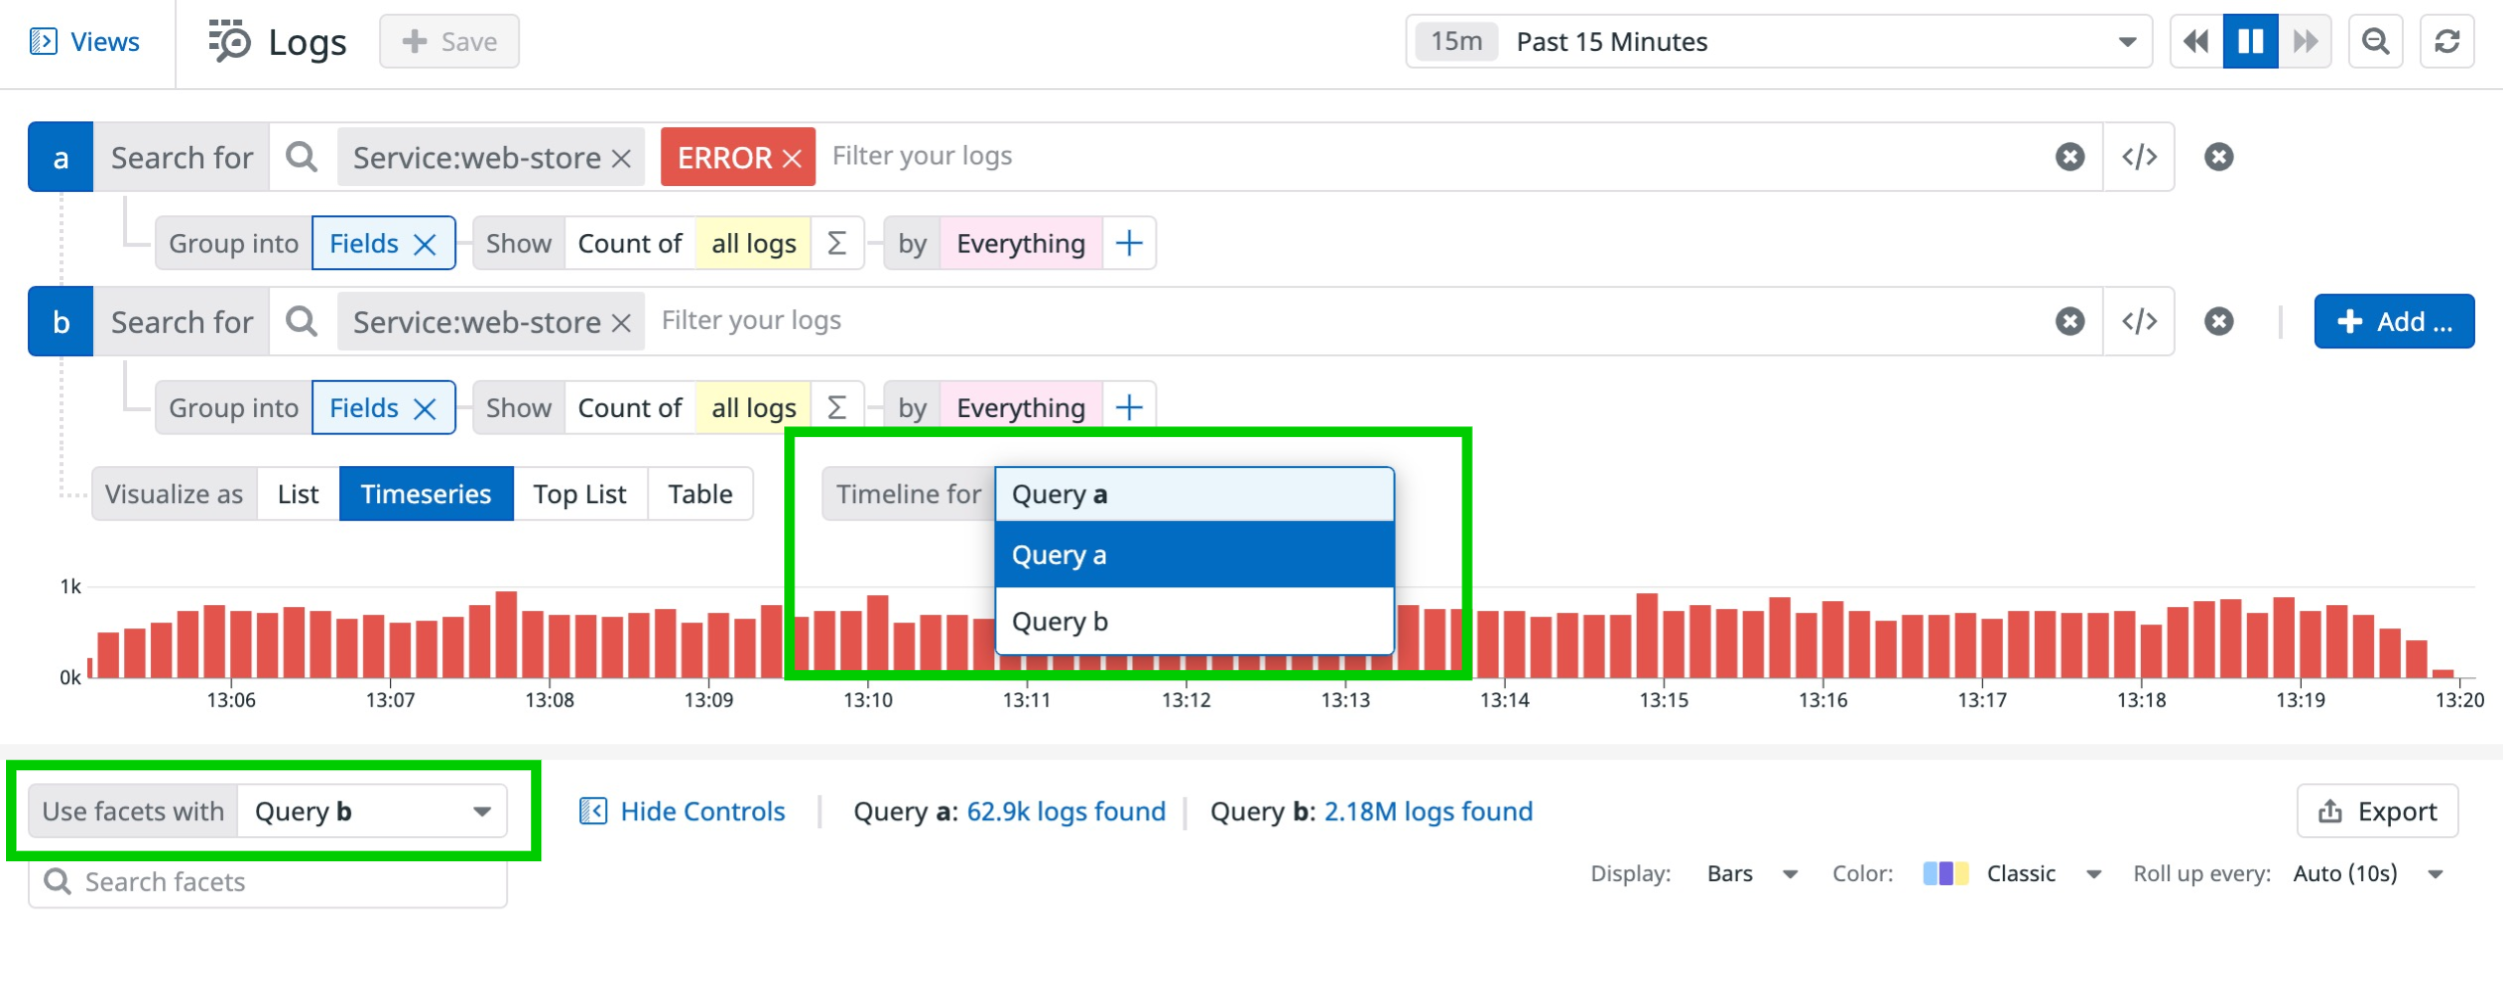 Views Logs + Save 15m Past 15 Minutes
a Search for Service:web-store × ERROR × Filter your logs </>
Group into Fields × Show Count of all logs Σ by Everything +
b Search for Service:web-store × Filter your logs </> + Add ...
Group into Fields × Show Count of all logs Σ by Everything +
Visualize as List Timeseries Top List Table Timeline for Query a
Query a
Query b
1k
0k
13:06 13:07 13:08 13:09 13:10 13:11 13:12 13:13 13:14 13:15 13:16 13:17 13:18 13:19 13:20
Use facets with Query b Hide Controls Query a: 62.9k logs found Query b: 2.18M logs found Export
Search facets Display: Bars Color: Classic Roll up every: Auto (10s)